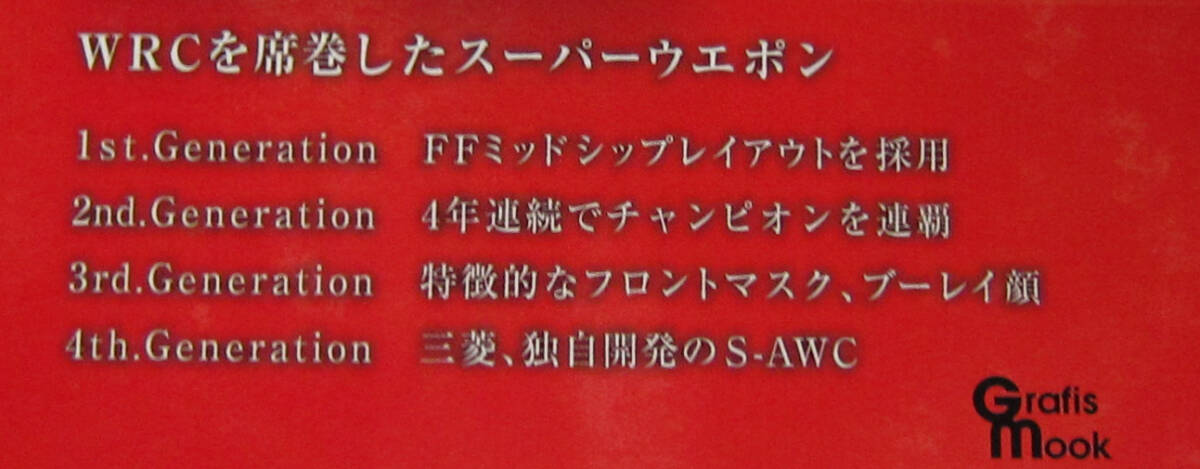 WRCを席巻したスーパーウエポン
1st.Generation FFミッドシップレイアウトを採用
2nd.Generation 4年連続でチャンピオンを連覇
3rd.Generation 特徴的なフロントマスク、ブーレイ顔
4th.Generation 三菱、独自開発のS-AWC
Grafis
mook